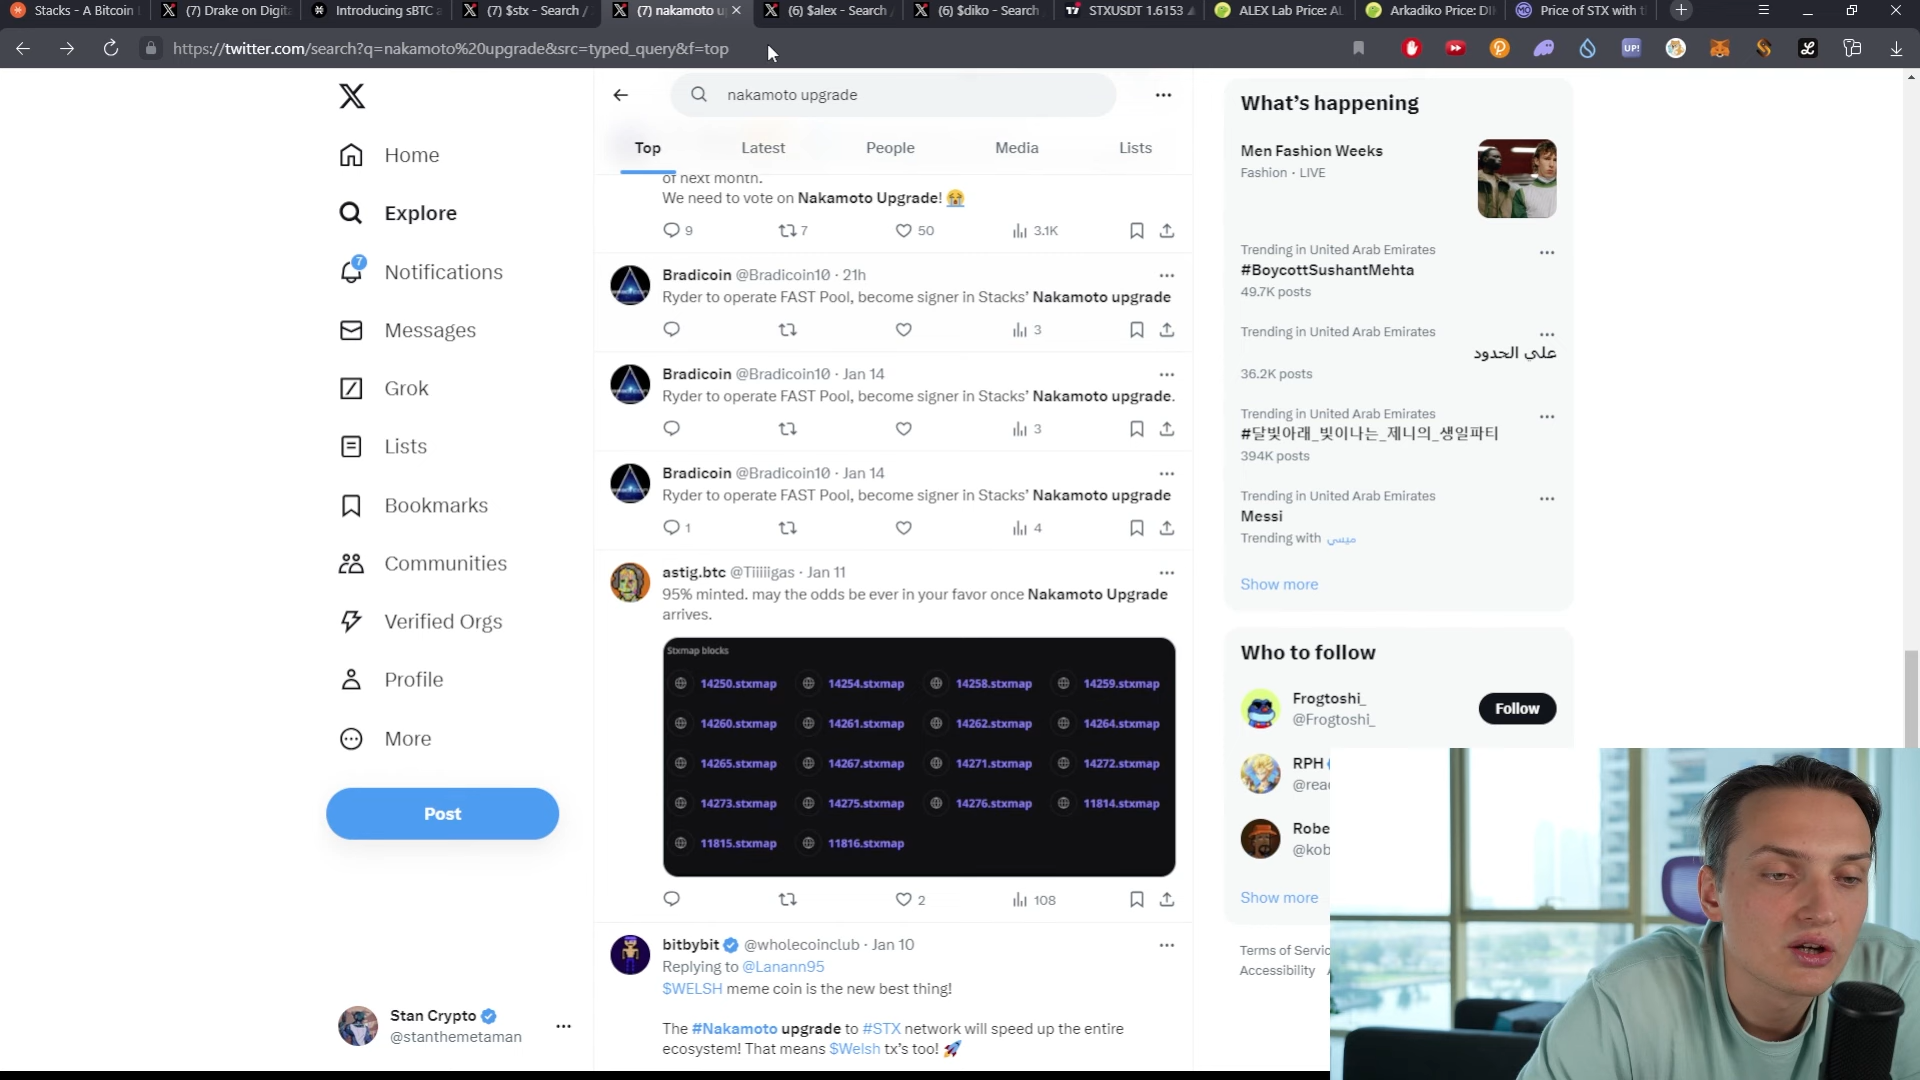 Stacks - A Bitcoin
(7) Drake on Digit
Introducing sBTC a
(7) $stx - Search /
(7) nakamoto u
(6) $alex - Search /
(6) $diko - Search
STXUSDT 1.6153
ALEX Lab Price: AL
Arkadiko Price: DI
Price of STX with t
https://twitter.com/search?q=nakamoto%20upgrade&src=typed_query&f=top
UP!
Home
Explore
7
Notifications
Messages
Grok
Lists
Bookmarks
Communities
Verified Orgs
Profile
More
Post
Stan Crypto
@stanthemetaman
nakamoto upgrade
Top
Latest
People
Media
Lists
of next month.
We need to vote on Nakamoto Upgrade! 😭
9
7
50
3.1K
Bradicoin @Bradicoin10 · 21h
Ryder to operate FAST Pool, become signer in Stacks’ Nakamoto upgrade
3
Bradicoin @Bradicoin10 · Jan 14
Ryder to operate FAST Pool, become signer in Stacks’ Nakamoto upgrade.
3
Bradicoin @Bradicoin10 · Jan 14
Ryder to operate FAST Pool, become signer in Stacks’ Nakamoto upgrade
1
4
astig.btc @Tiiiiigas · Jan 11
95% minted. may the odds be ever in your favor once Nakamoto Upgrade
arrives.
Stxmap blocks
14250.stxmap 14254.stxmap 14258.stxmap 14259.stxmap
14260.stxmap 14261.stxmap 14262.stxmap 14264.stxmap
14265.stxmap 14267.stxmap 14271.stxmap 14272.stxmap
14273.stxmap 14275.stxmap 14276.stxmap 11814.stxmap
11815.stxmap 11816.stxmap
2
108
bitbybit @wholecoinclub · Jan 10
Replying to @Lanann95
$WELSH meme coin is the new best thing!
The #Nakamoto upgrade to #STX network will speed up the entire
ecosystem! That means $Welsh tx’s too! 🚀
What’s happening
Men Fashion Weeks
Fashion · LIVE
Trending in United Arab Emirates
#BoycottSushantMehta
49.7K posts
Trending in United Arab Emirates
علي الحدود
36.2K posts
Trending in United Arab Emirates
#달빛아래_빛이나는_제니의_생일파티
394K posts
Trending in United Arab Emirates
Messi
Trending with ميسي
Show more
Who to follow
Frogtoshi_
@Frogtoshi_
Follow
RPH
@read
Robe
@kob
Show more
Terms of Servic
Accessibility